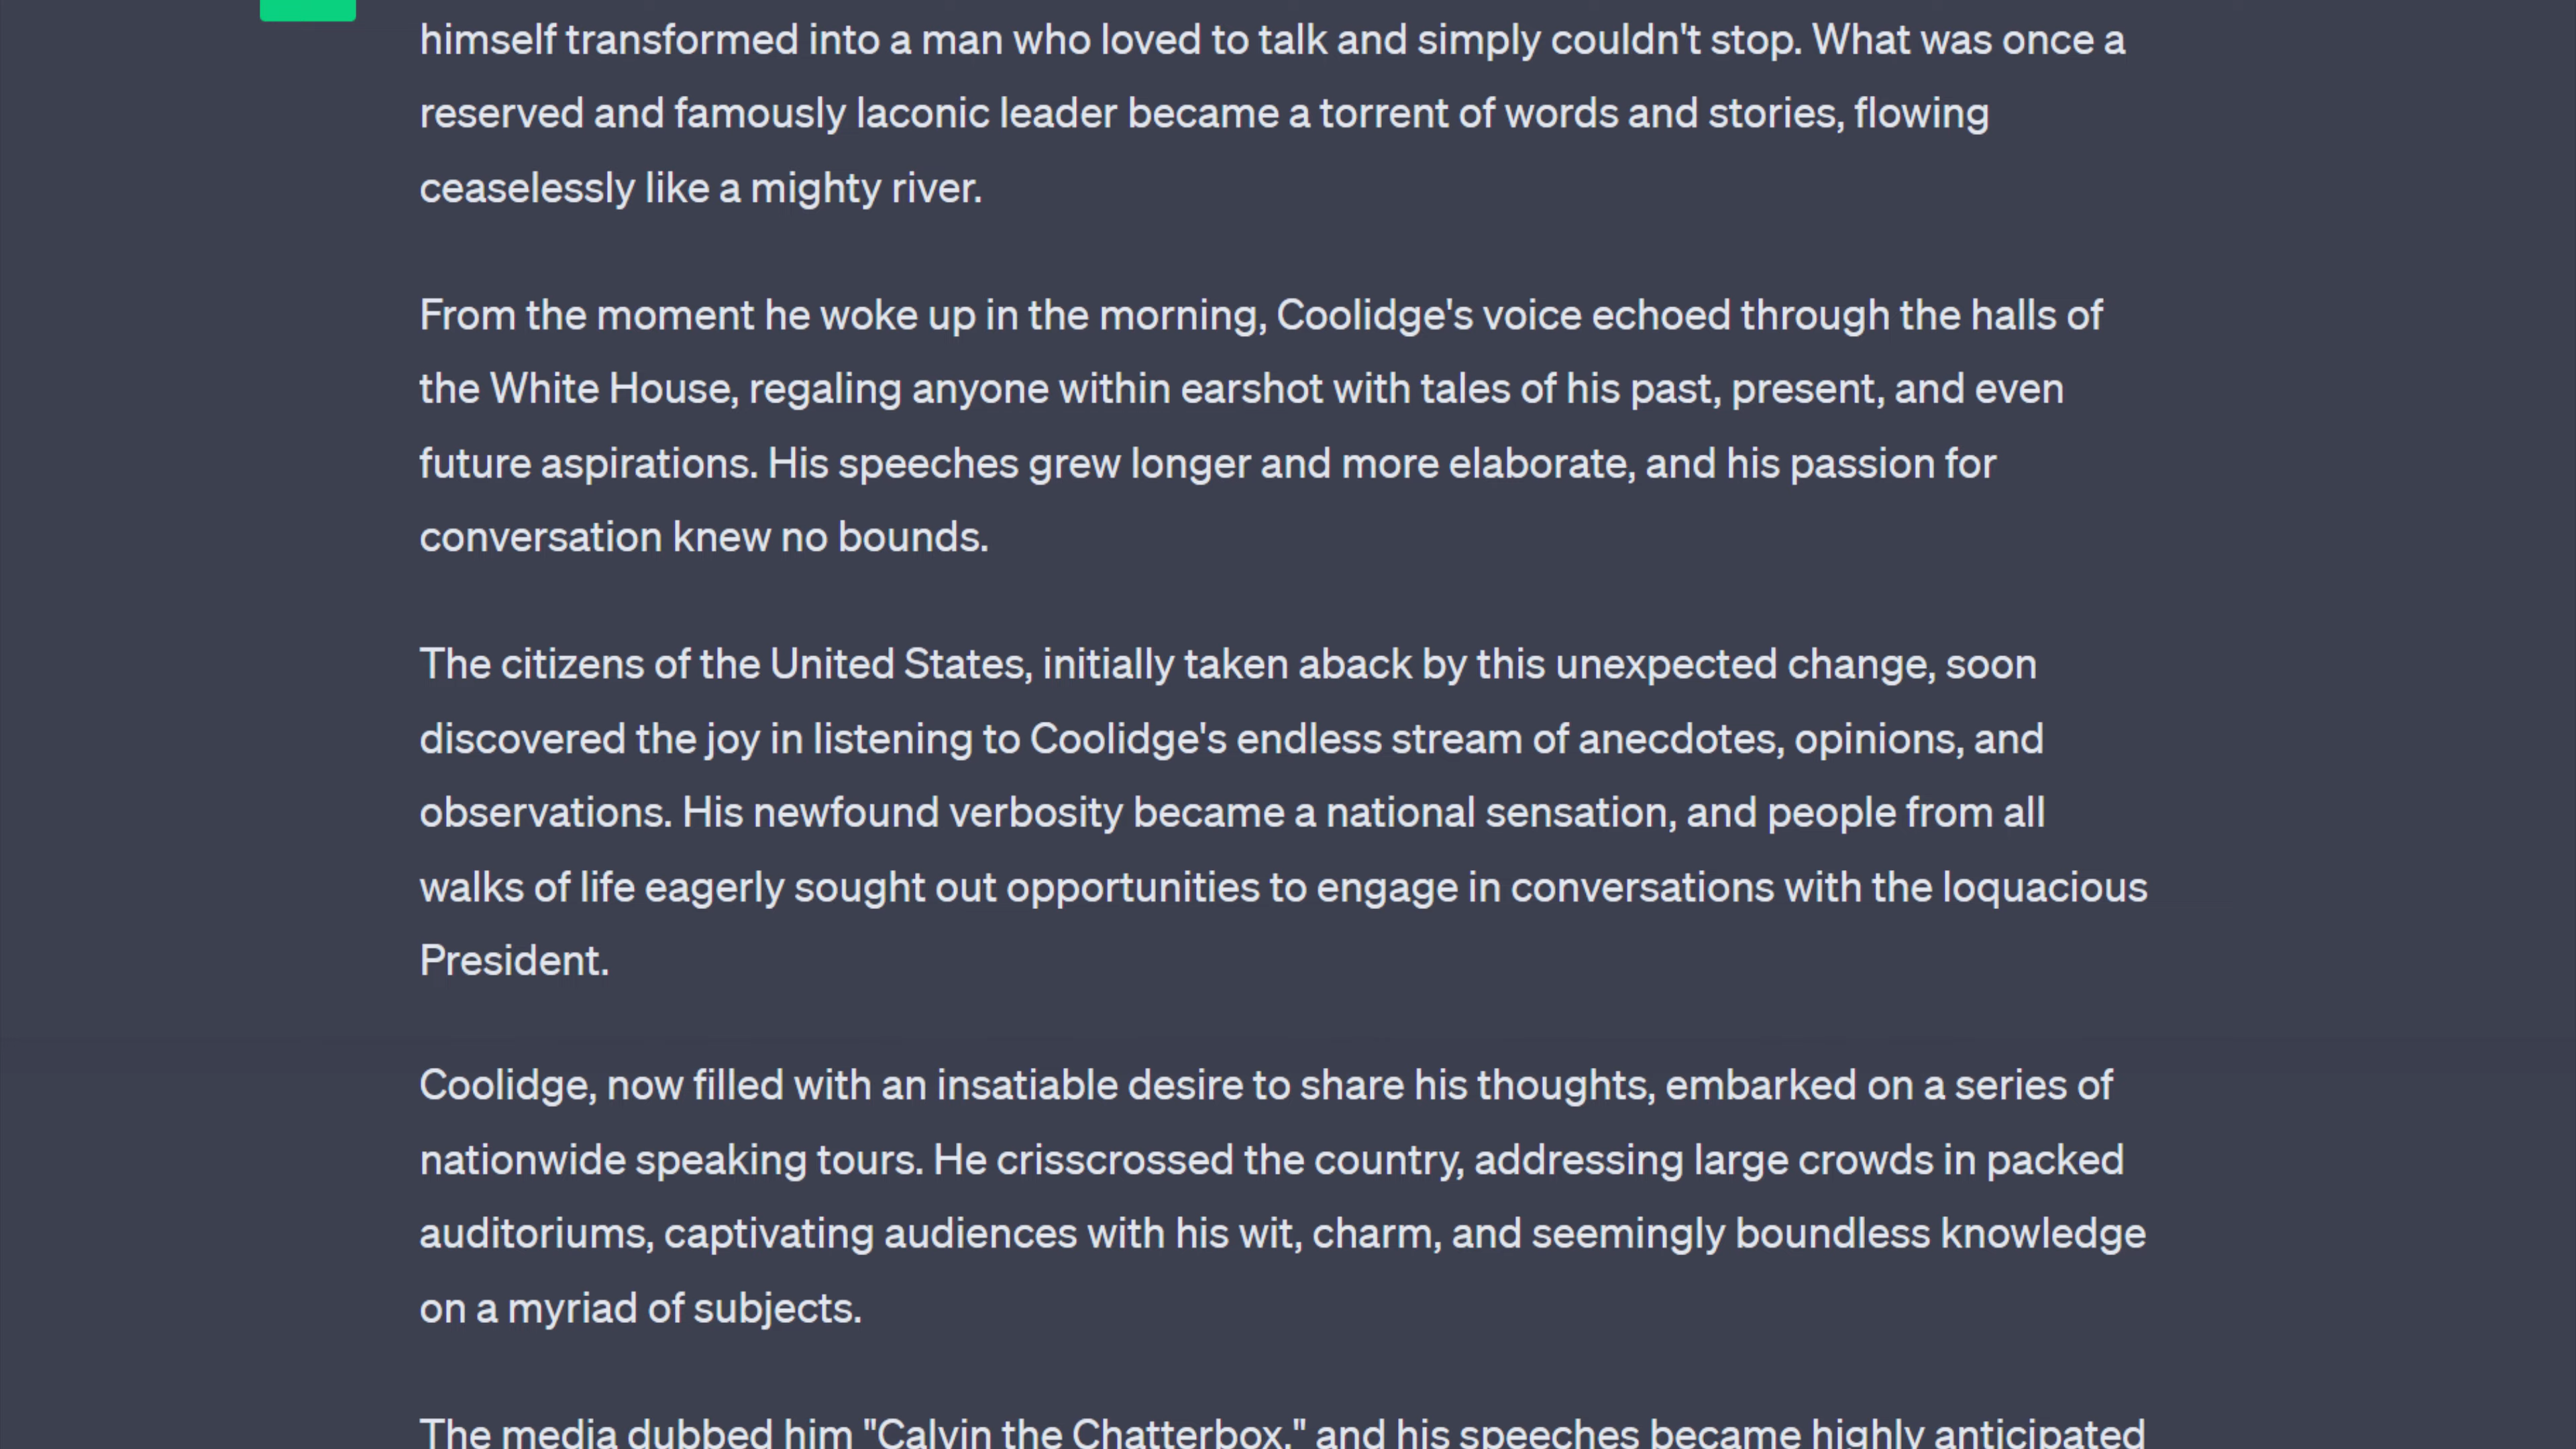 himself transformed into a man who loved to talk and simply couldn't stop. What was once a
reserved and famously laconic leader became a torrent of words and stories, flowing
ceaselessly like a mighty river.
From the moment he woke up in the morning, Coolidge's voice echoed through the halls of
the White House, regaling anyone within earshot with tales of his past, present, and even
future aspirations. His speeches grew longer and more elaborate, and his passion for
conversation knew no bounds.
The citizens of the United States, initially taken aback by this unexpected change, soon
discovered the joy in listening to Coolidge's endless stream of anecdotes, opinions, and
observations. His newfound verbosity became a national sensation, and people from all
walks of life eagerly sought out opportunities to engage in conversations with the loquacious
President.
Coolidge, now filled with an insatiable desire to share his thoughts, embarked on a series of
nationwide speaking tours. He crisscrossed the country, addressing large crowds in packed
auditoriums, captivating audiences with his wit, charm, and seemingly boundless knowledge
on a myriad of subjects.
The media dubbed him "Calvin the Chatterbox," and his speeches became highly anticipated